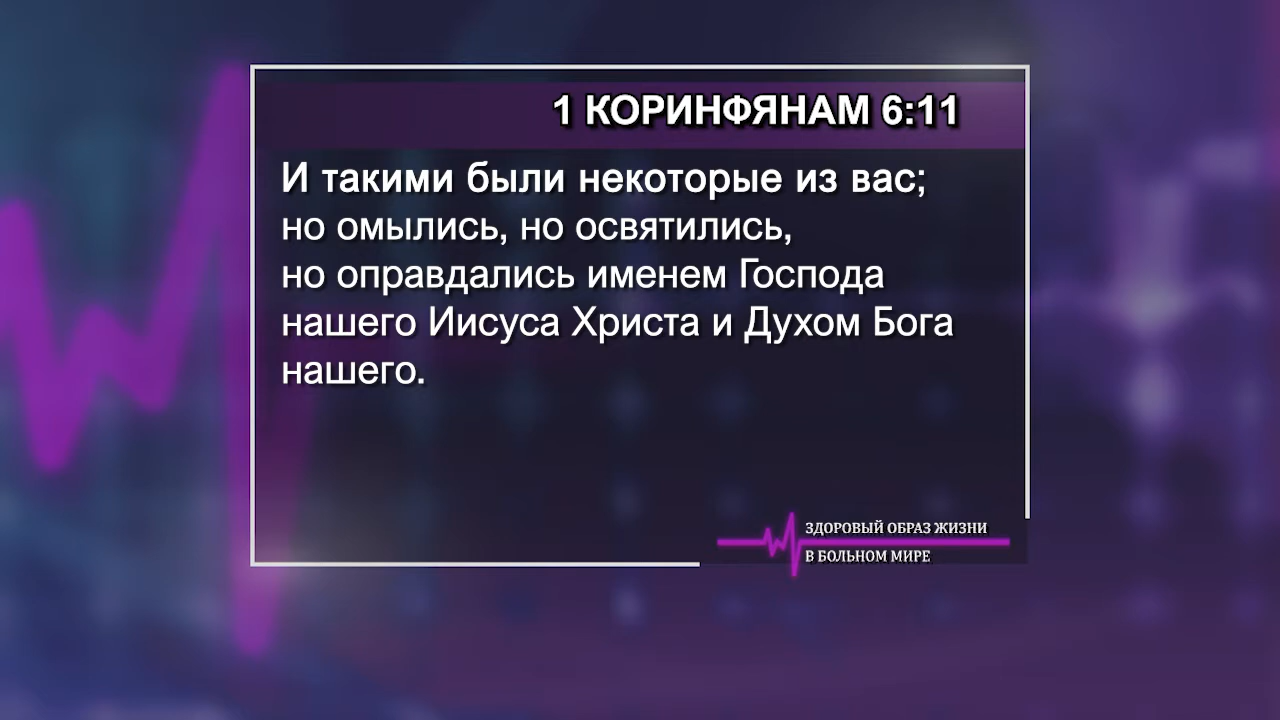 1 КОРИНФЯНАМ 6:11
И такими были некоторые из вас;
но омылись, но освятились,
но оправдались именем Господа
нашего Иисуса Христа и Духом Бога
нашего.
ЗДОРОВЫЙ ОБРАЗ ЖИЗНИ
В БОЛЬНОМ МИРЕ